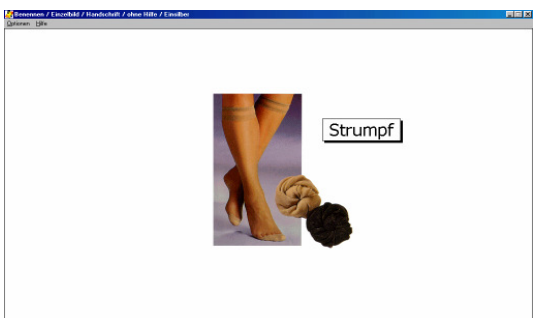 Benennen / Einzelbild / Handschrift / ohne Hilfe / Einsilber
Optionen Hilfe
Strumpf